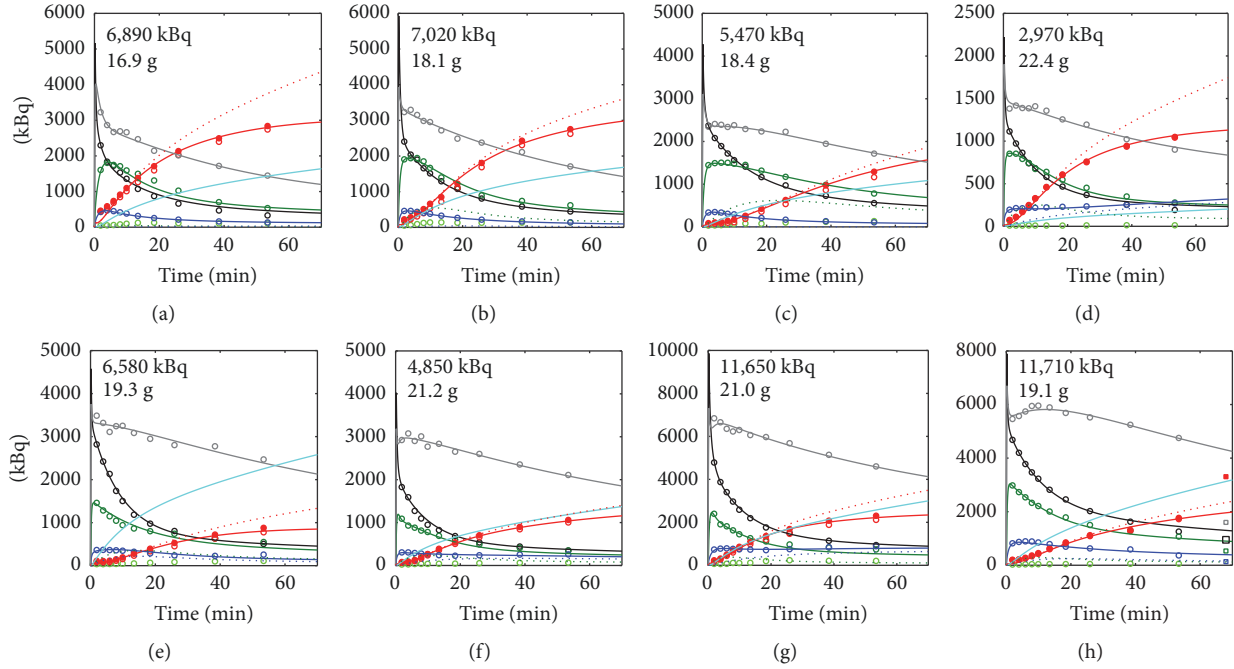 6000
5000
4000
3000
2000
1000
0
(kBq)
6,890 kBq
16.9 g
0 20 40 60
Time (min)
(a)
6000
5000
4000
3000
2000
1000
0
7,020 kBq
18.1 g
0 20 40 60
Time (min)
(b)
5000
4000
3000
2000
1000
0
5,470 kBq
18.4 g
0 20 40 60
Time (min)
(c)
2500
2000
1500
1000
500
0
2,970 kBq
22.4 g
0 20 40 60
Time (min)
(d)
5000
4000
3000
2000
1000
0
(kBq)
6,580 kBq
19.3 g
0 20 40 60
Time (min)
(e)
5000
4000
3000
2000
1000
0
4,850 kBq
21.2 g
0 20 40 60
Time (min)
(f)
10000
8000
6000
4000
2000
0
11,650 kBq
21.0 g
0 20 40 60
Time (min)
(g)
8000
6000
4000
2000
0
11,710 kBq
19.1 g
0 20 40 60
Time (min)
(h)